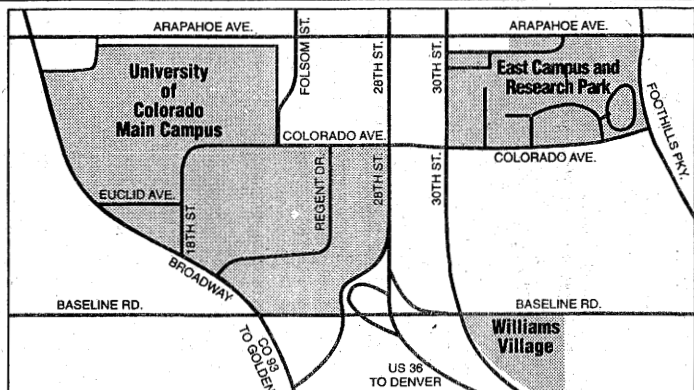 ARAPAHOE AVE.
ARAPAHOE AVE.
FOLSOM ST.
28TH ST.
30TH ST.
University
of
Colorado
Main Campus
East Campus and
Research Park
FOOTHILLS PKY.
COLORADO AVE.
COLORADO AVE.
EUCLID AVE.
18TH ST.
REGENT DR.
28TH ST.
30TH ST.
BROADWAY
BASELINE RD.
BASELINE RD.
CO 93
TO GOLDEN
US 36
TO DENVER
Williams
Village